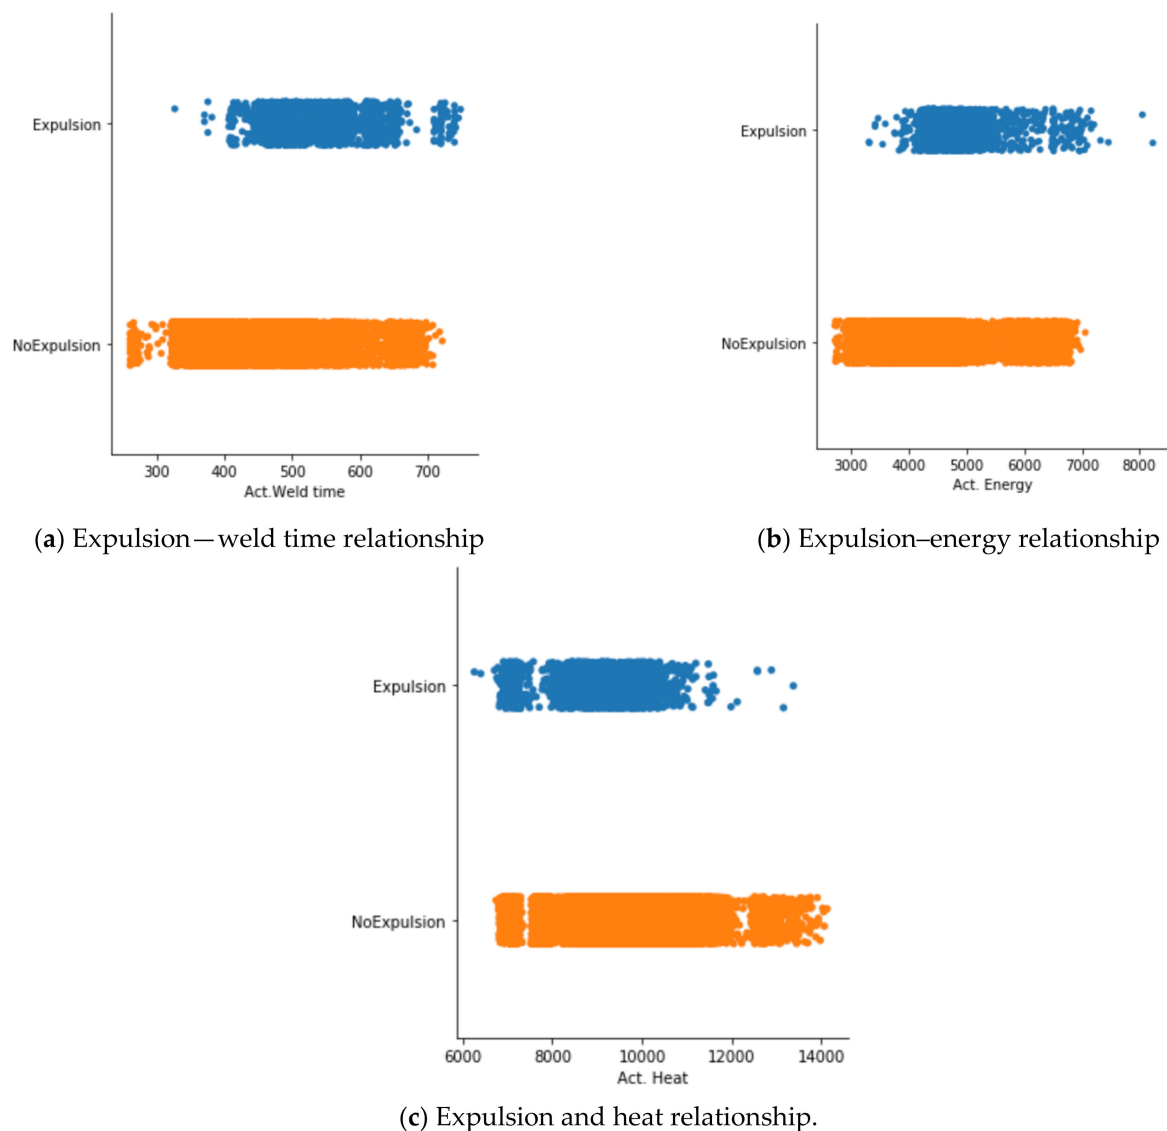 Expulsion
NoExpulsion
300 400 500 600 700
Act.Weld time
(a) Expulsion—weld time relationship
Expulsion
NoExpulsion
3000 4000 5000 6000 7000 8000
Act. Energy
(b) Expulsion–energy relationship
Expulsion
NoExpulsion
6000 8000 10000 12000 14000
Act. Heat
(c) Expulsion and heat relationship.